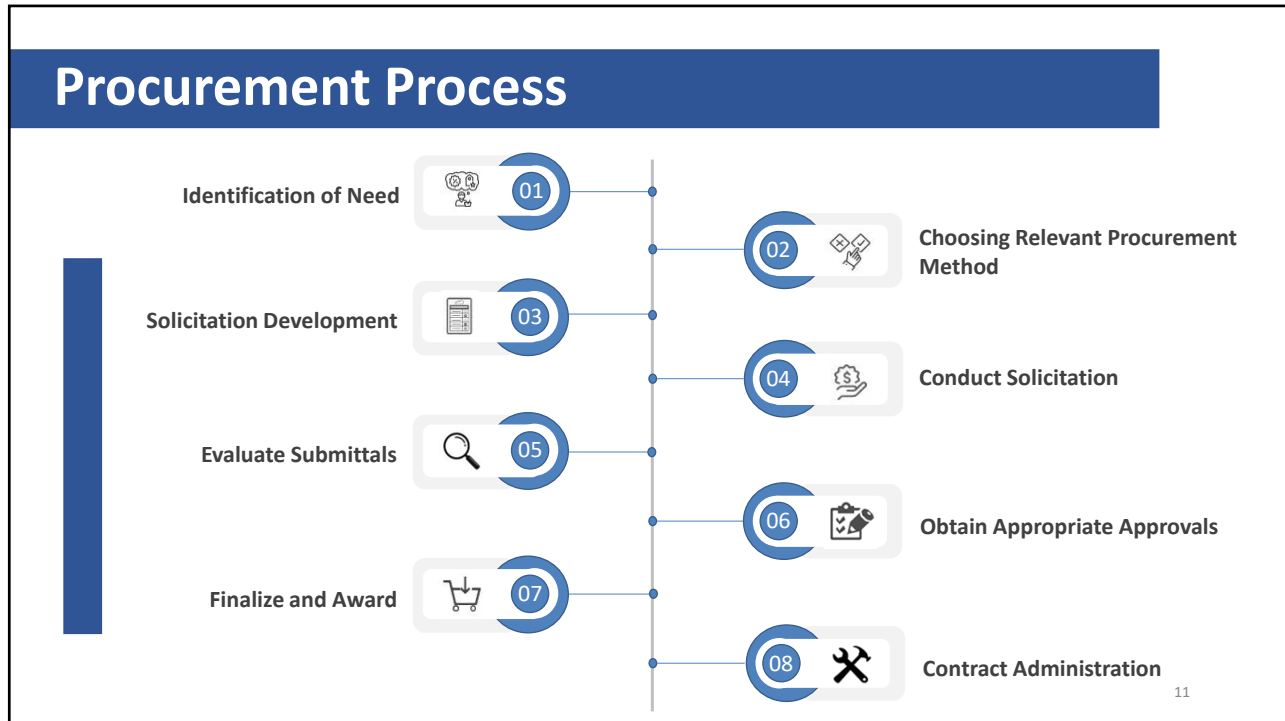 Procurement Process
Identification of Need
01
02
Choosing Relevant Procurement
Method
Solicitation Development
03
04
Conduct Solicitation
Evaluate Submittals
05
06
Obtain Appropriate Approvals
Finalize and Award
07
08
Contract Administration
11